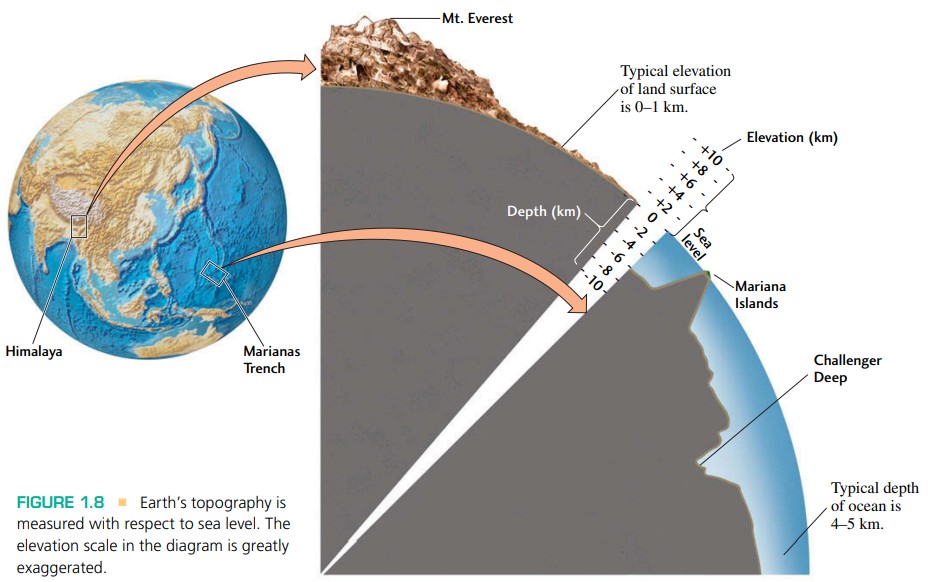 Mt. Everest
Typical elevation
of land surface
is 0–1 km.
Elevation (km)
+10
+8
+6
+4
+2
0
-2
-4
-6
-8
-10
Depth (km)
Sea
level
Mariana
Islands
Himalaya
Marianas
Trench
Challenger
Deep
Typical depth
of ocean is
4–5 km.
FIGURE 1.8 ■ Earth’s topography is
measured with respect to sea level. The
elevation scale in the diagram is greatly
exaggerated.